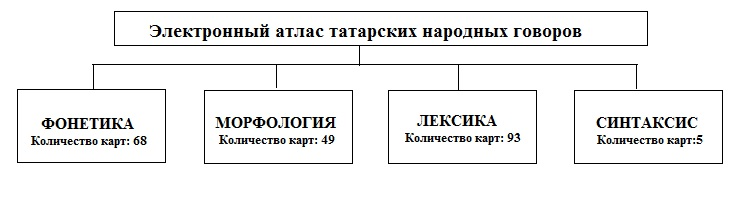 Электронный атлас татарских народных говоров
ФОНЕТИКА
Количество карт: 68
МОРФОЛОГИЯ
Количество карт: 49
ЛЕКСИКА
Количество карт: 93
СИНТАКСИС
Количество карт:5